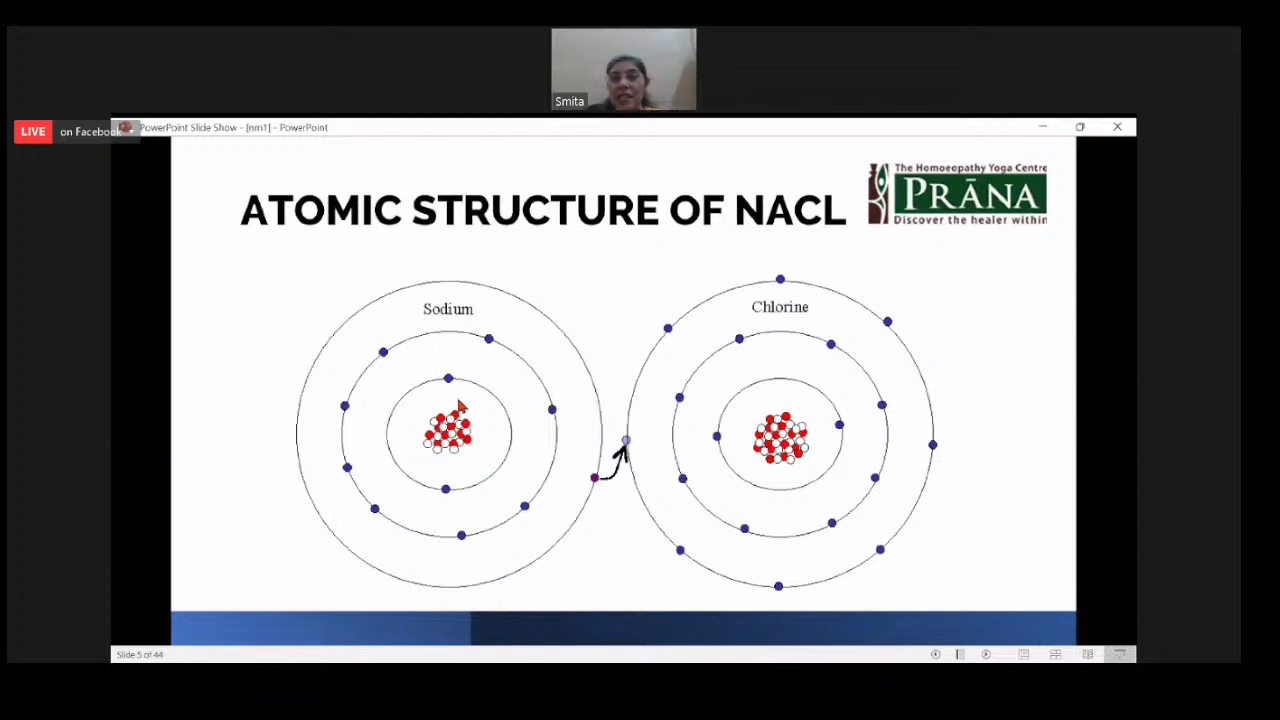 Smita
LIVE on Facebook
PowerPoint Slide Show - [nm1] - PowerPoint
The Homoeopathy Yoga Centre
PRĀNA
Discover the healer within
ATOMIC STRUCTURE OF NACL
Sodium
Chlorine
Slide 5 of 44